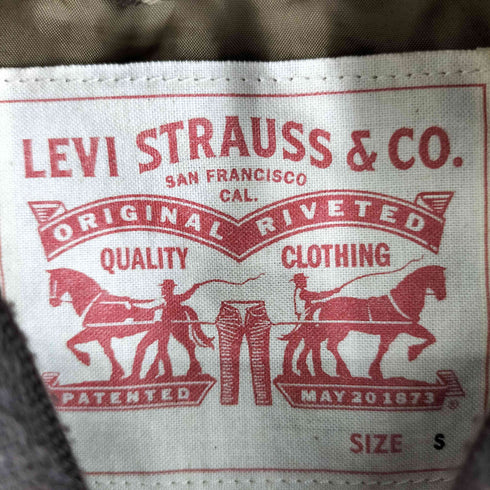 LEVI STRAUSS & CO.
SAN FRANCISCO
CAL.
ORIGINAL RIVETED
QUALITY CLOTHING
PATENTED MAY 20 1873 ®
SIZE S